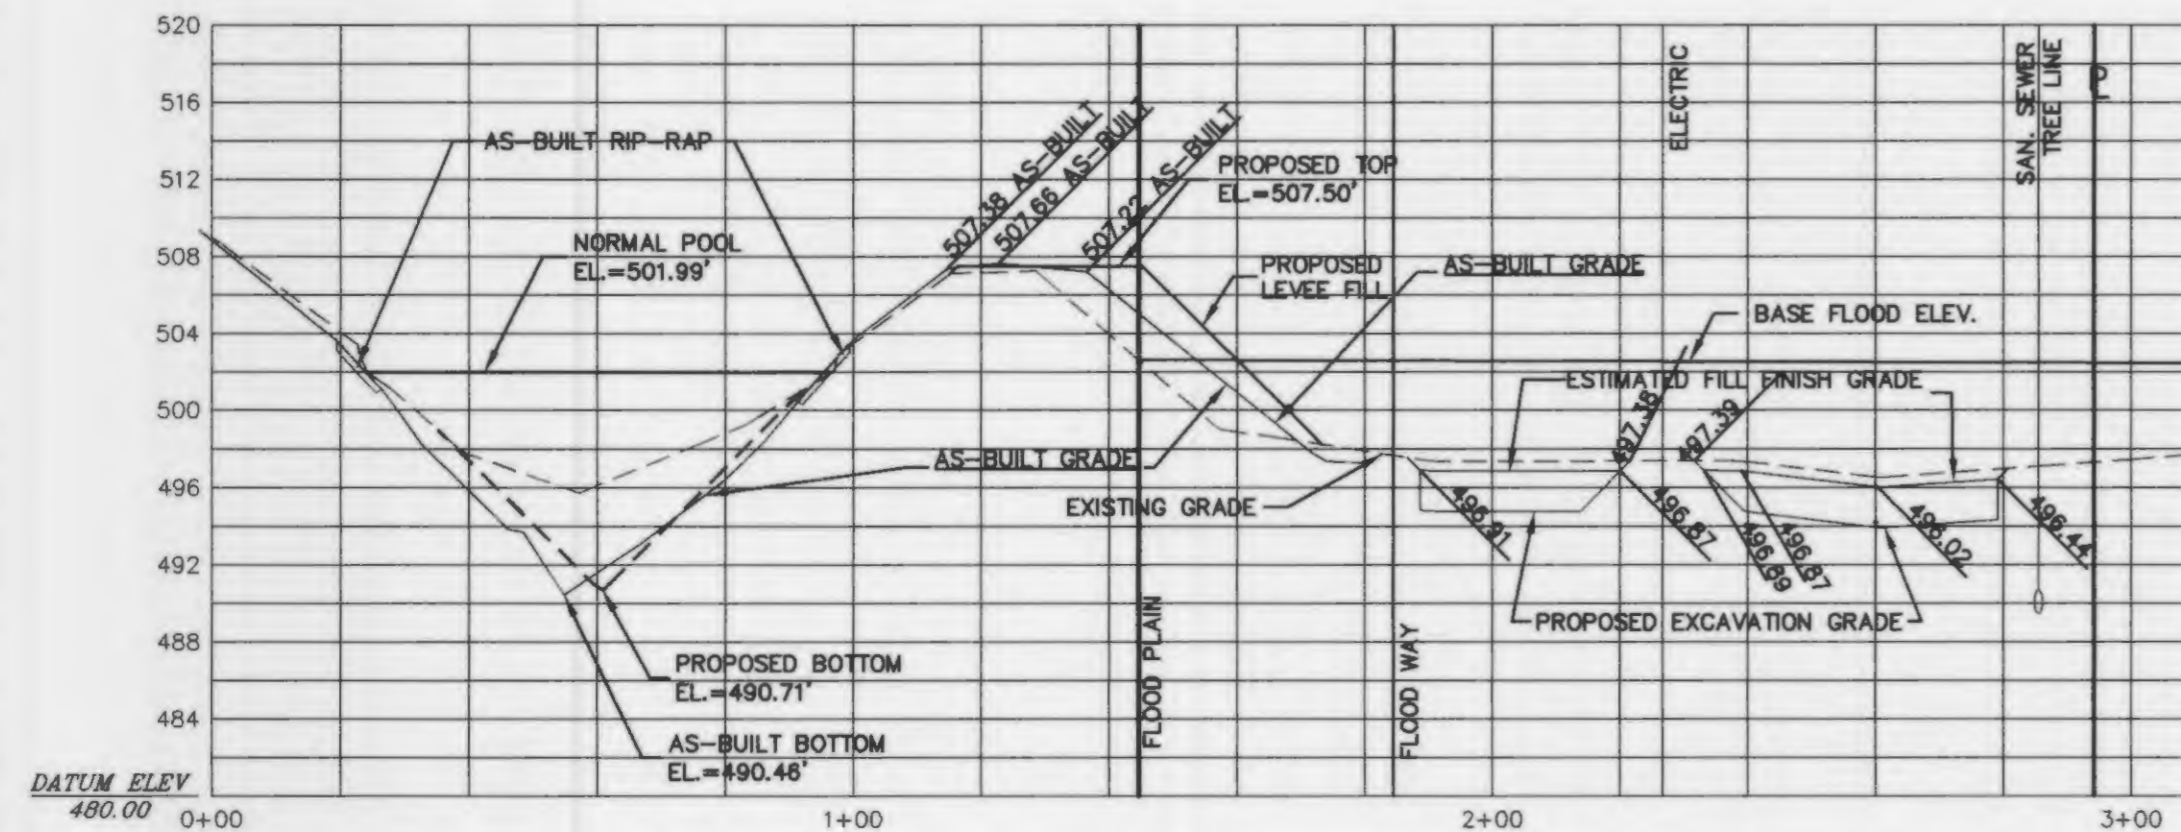 520
516
512
508
504
500
496
492
488
484
DATUM ELEV
480.00
0+00
1+00
2+00
3+00
AS-BUILT RIP-RAP
NORMAL POOL
EL.=501.99'
507.38 AS-BUILT
507.66 AS-BUILT
507.22 AS-BUILT
PROPOSED TOP
EL.=507.50'
PROPOSED
LEVEE FILL
AS-BUILT GRADE
ELECTRIC
SAN. SEWER
TREE LINE
BASE FLOOD ELEV.
ESTIMATED FILL FINISH GRADE
497.38
497.39
AS-BUILT GRADE
EXISTING GRADE
496.91
496.87
496.89
496.87
496.02
496.44
PROPOSED EXCAVATION GRADE
FLOOD PLAIN
FLOOD WAY
PROPOSED BOTTOM
EL.=490.71'
AS-BUILT BOTTOM
EL.=490.46'